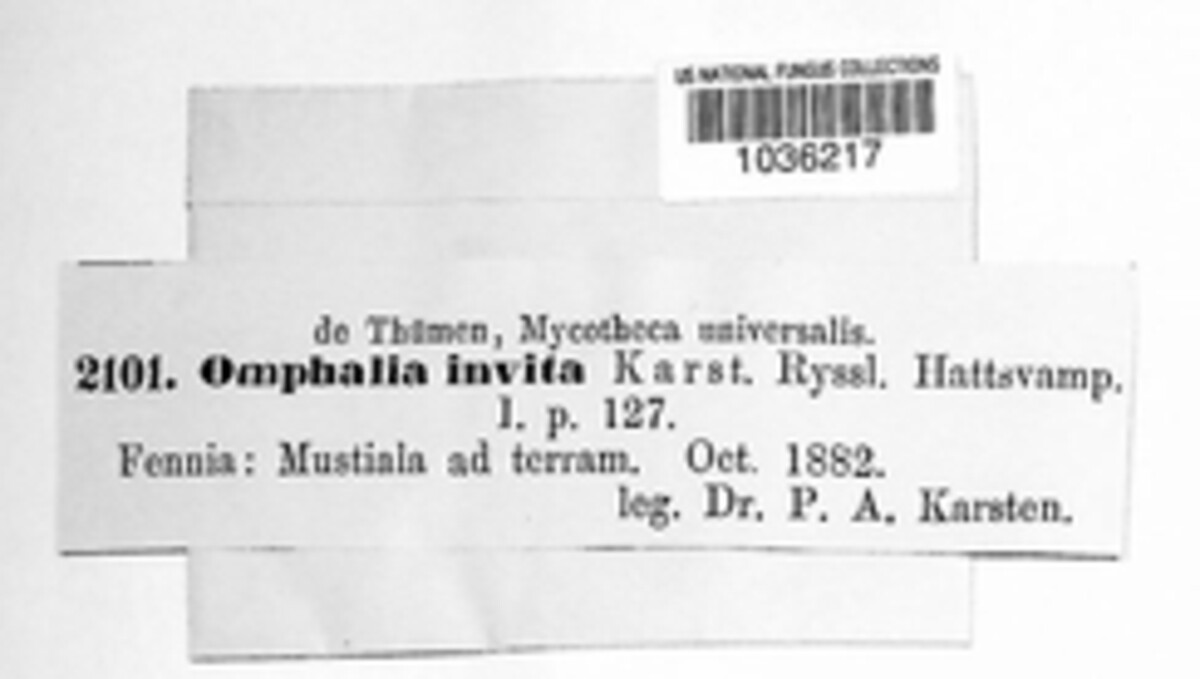 US NATIONAL FUNGUS COLLECTIONS
1036217
de Thümen, Mycotheca universalis.
2101. Omphalia invita Karst. Ryssl. Hattsvamp.
I. p. 127.
Fennia: Mustiala ad terram. Oct. 1882.
leg. Dr. P. A. Karsten.